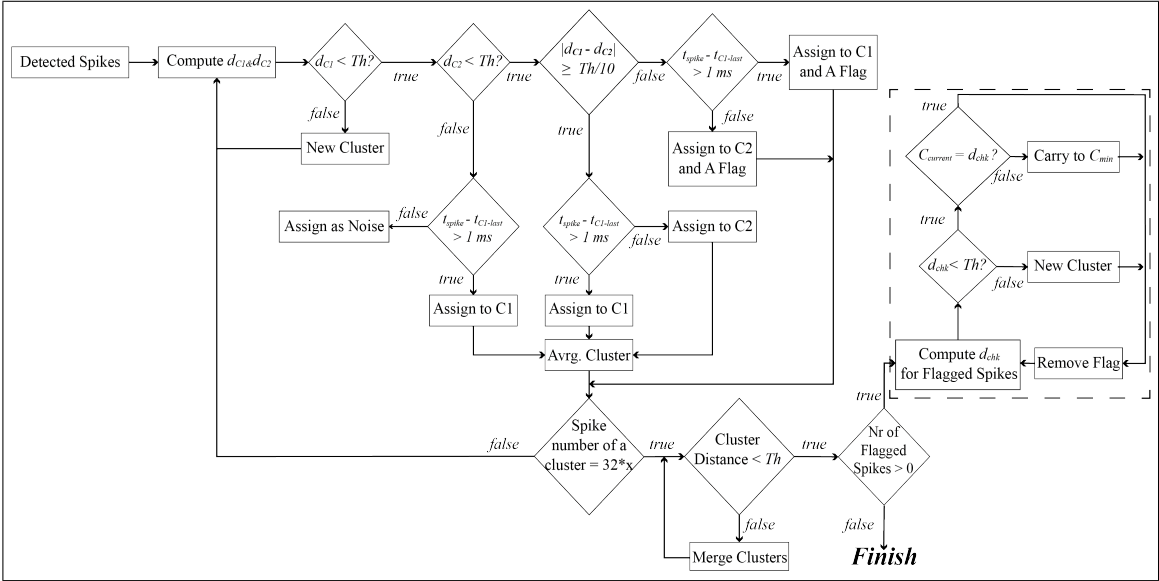 Detected Spikes
Compute dC1&dC2
dC1 < Th?
true
false
New Cluster
dC2 < Th?
true
false
|dC1 - dC2|
≥ Th/10
false
true
tspike - tC1-last
> 1 ms
true
false
Assign to C1
and A Flag
Assign to C2
and A Flag
tspike - tC1-last
> 1 ms
false
Assign as Noise
true
Assign to C1
tspike - tC1-last
> 1 ms
false
Assign to C2
true
Assign to C1
Avrg. Cluster
Spike
number of a
cluster = 32*x
false
true
Cluster
Distance < Th
true
false
Merge Clusters
Nr of
Flagged
Spikes > 0
true
false
Finish
Compute dchk
for Flagged Spikes
Remove Flag
dchk< Th?
true
false
New Cluster
Ccurrent = dchk ?
true
false
Carry to Cmin